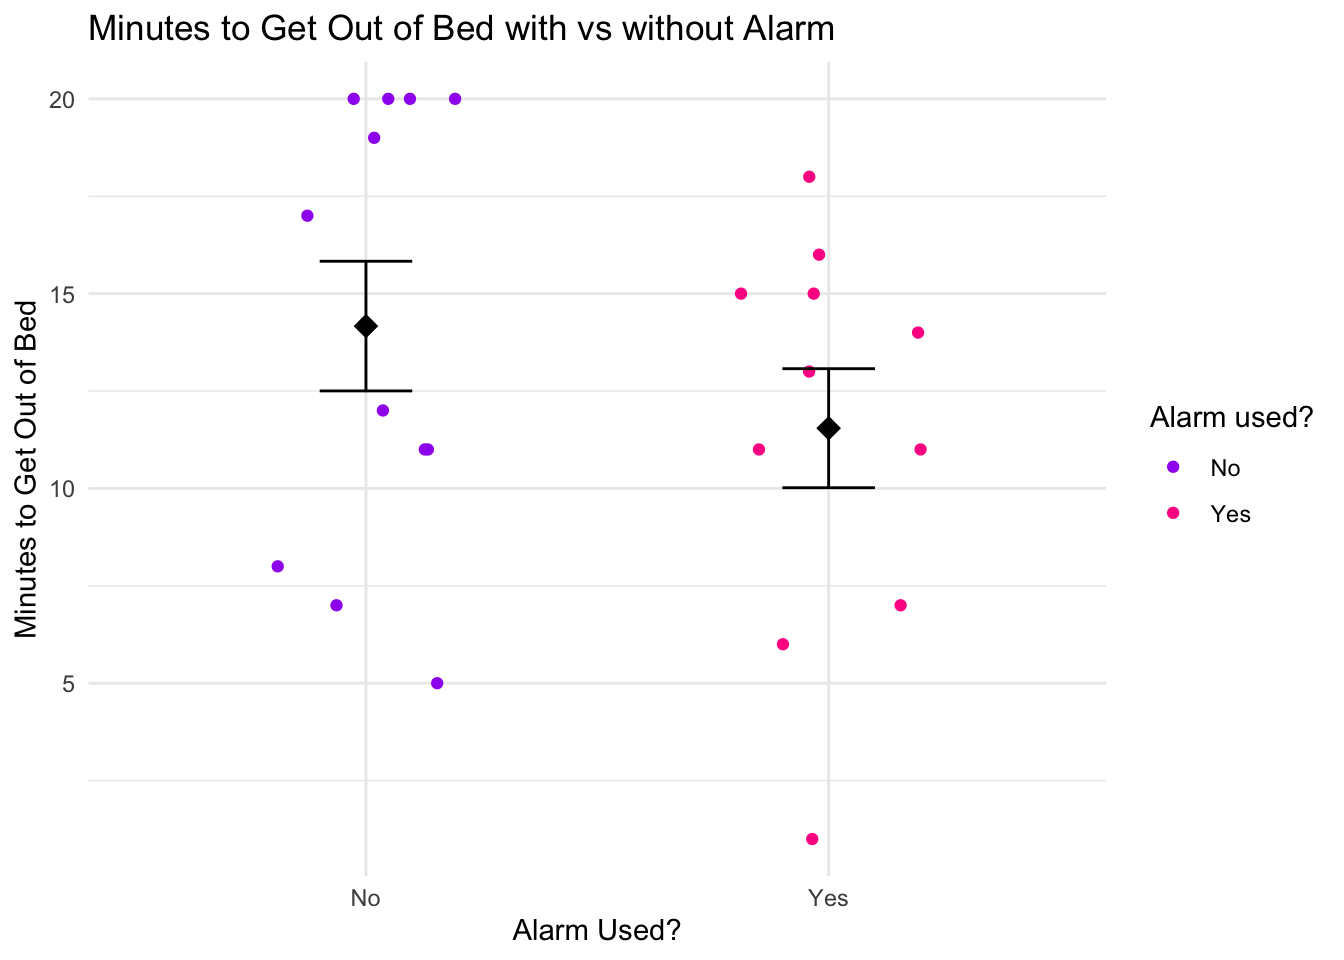 Minutes to Get Out of Bed with vs without Alarm
20
15
10
5
Minutes to Get Out of Bed
No
Yes
Alarm Used?
Alarm used?
No
Yes